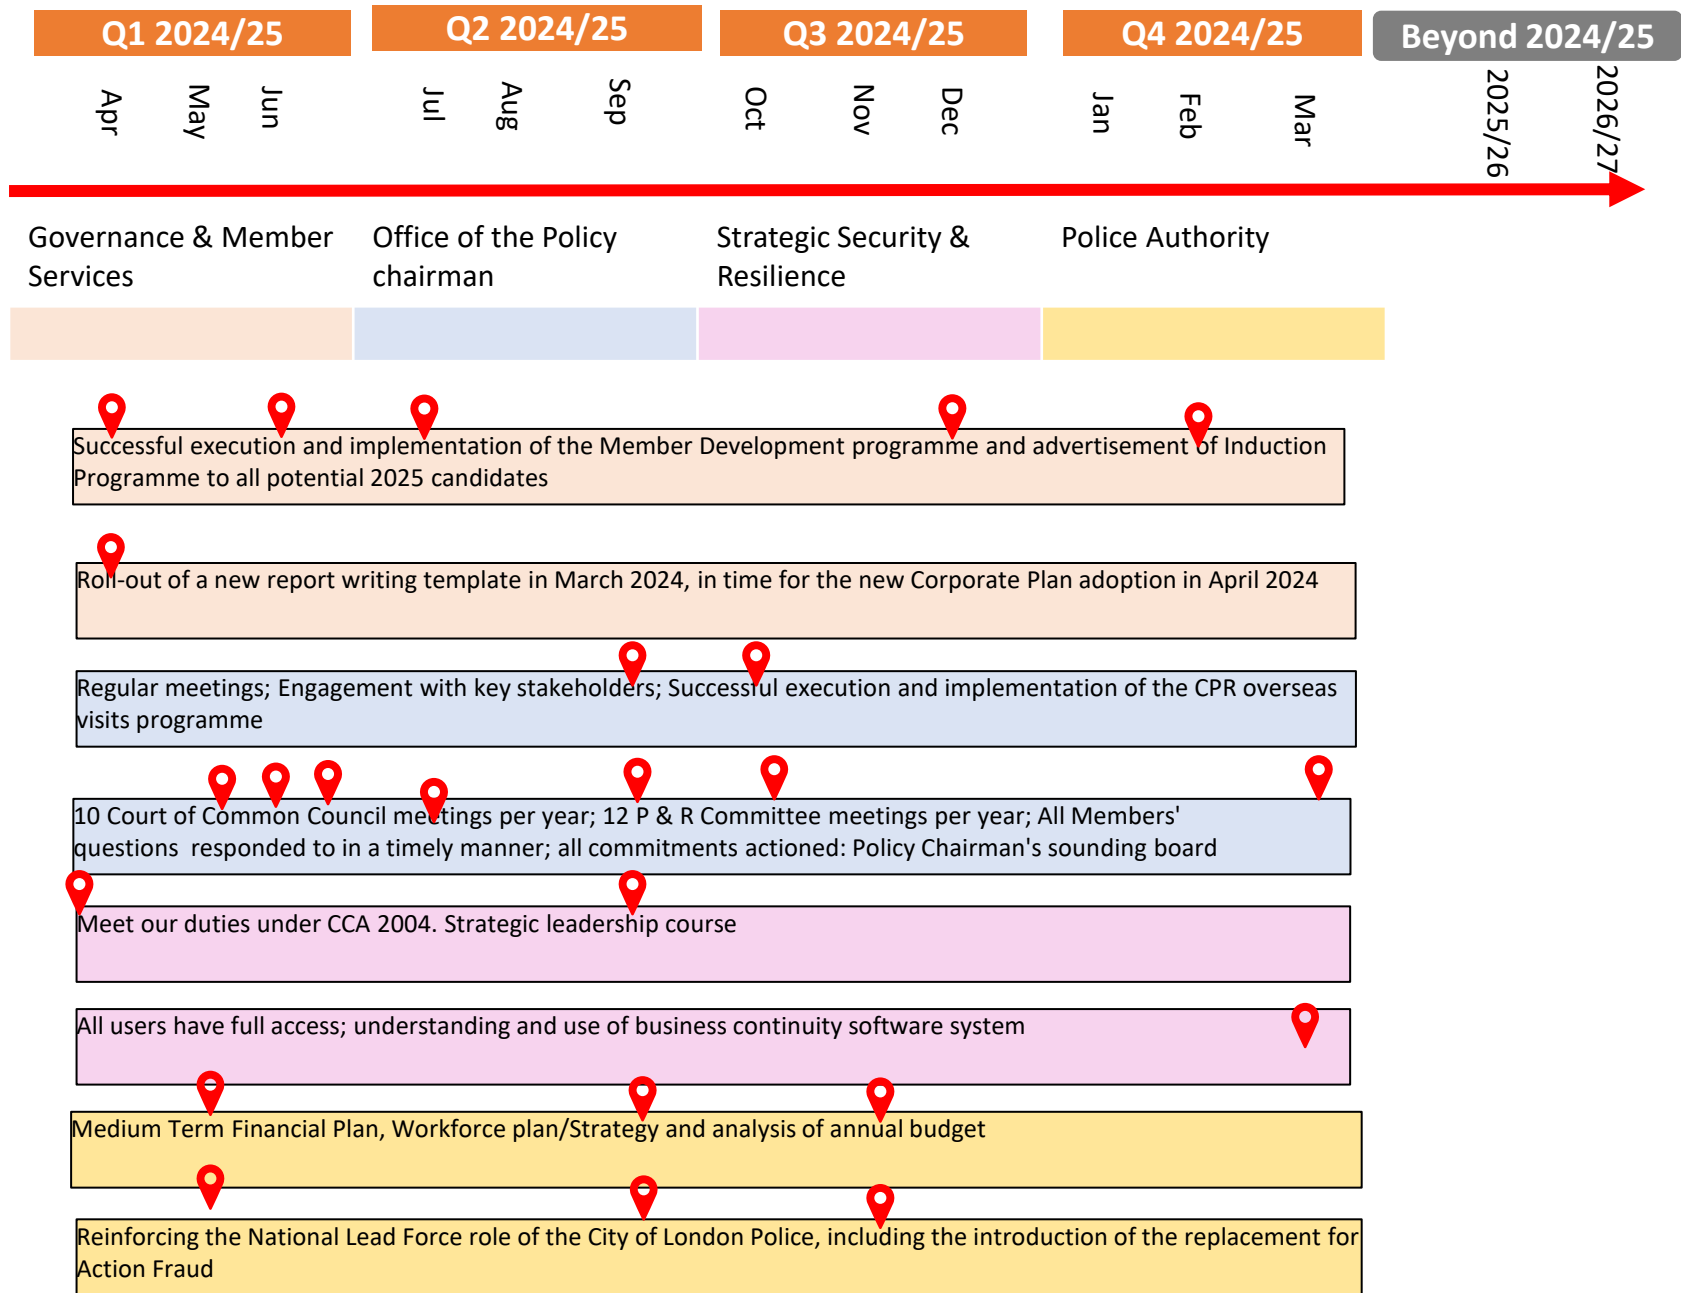 Q1 2024/25
Q2 2024/25
Q3 2024/25
Q4 2024/25
Beyond 2024/25
Apr
May
Jun
Jul
Aug
Sep
Oct
Nov
Dec
Jan
Feb
Mar
2025/26
2026/27
Governance & Member
Services
Office of the Policy
chairman
Strategic Security &
Resilience
Police Authority
Successful execution and implementation of the Member Development programme and advertisement of Induction
Programme to all potential 2025 candidates
Roll-out of a new report writing template in March 2024, in time for the new Corporate Plan adoption in April 2024
Regular meetings; Engagement with key stakeholders; Successful execution and implementation of the CPR overseas
visits programme
10 Court of Common Council meetings per year; 12 P & R Committee meetings per year; All Members'
questions  responded to in a timely manner; all commitments actioned: Policy Chairman's sounding board
Meet our duties under CCA 2004. Strategic leadership course
All users have full access; understanding and use of business continuity software system
Medium Term Financial Plan, Workforce plan/Strategy and analysis of annual budget
Reinforcing the National Lead Force role of the City of London Police, including the introduction of the replacement for
Action Fraud